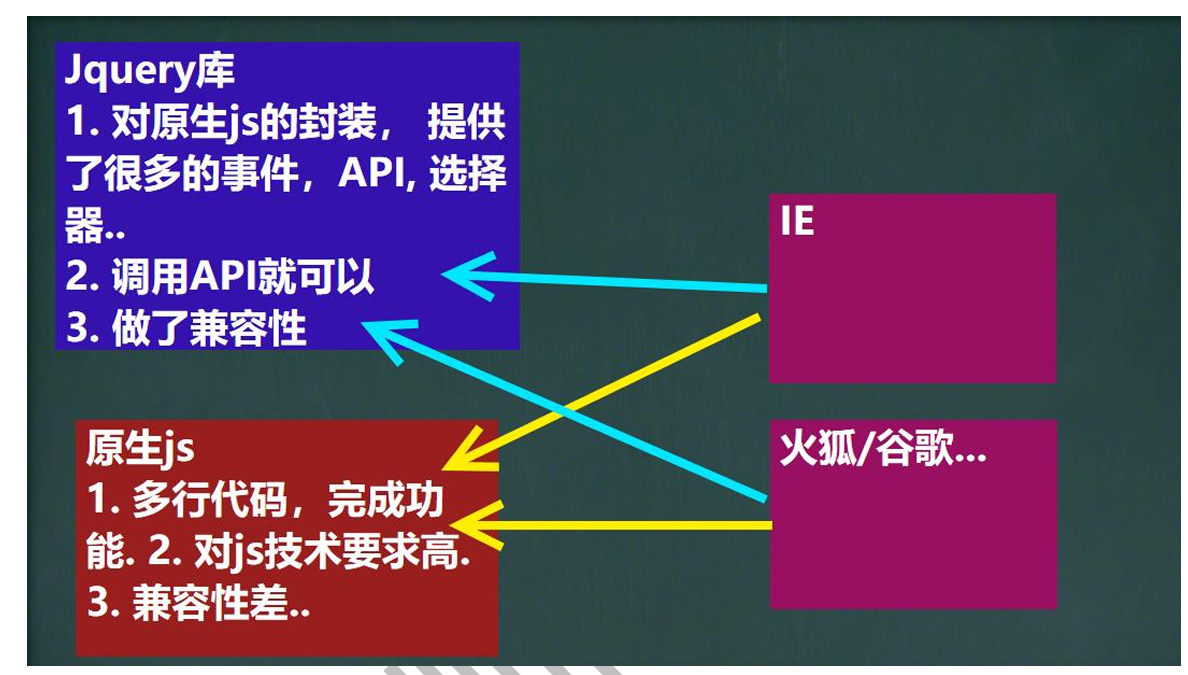 Jquery库
1. 对原生js的封装， 提供
了很多的事件，API, 选择
器..
2. 调用API就可以
3. 做了兼容性
IE
原生js
1. 多行代码，完成功
能. 2. 对js技术要求高.
3. 兼容性差..
火狐/谷歌...